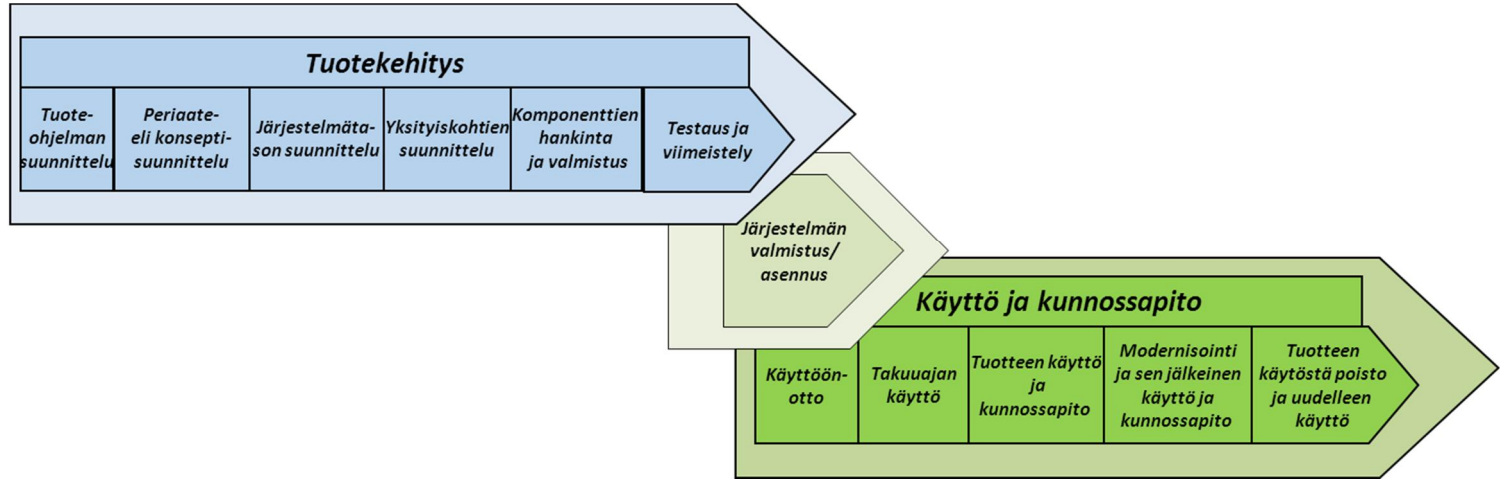 Tuotekehitys
Tuote-
ohjelman
suunnittelu
Periaate-
eli konsepti-
suunnittelu
Järjestelmäta-
son suunnittelu
Yksityiskohtien
suunnittelu
Komponenttien
hankinta
ja valmistus
Testaus ja
viimeistely
Järjestelmän
valmistus/
asennus
Käyttö ja kunnossapito
Käyttöön-
otto
Takuuajan
käyttö
Tuotteen käyttö
ja
kunnossapito
Modernisointi
ja sen jälkeinen
käyttö ja
kunnossapito
Tuotteen
käytöstä poisto
ja uudelleen
käyttö